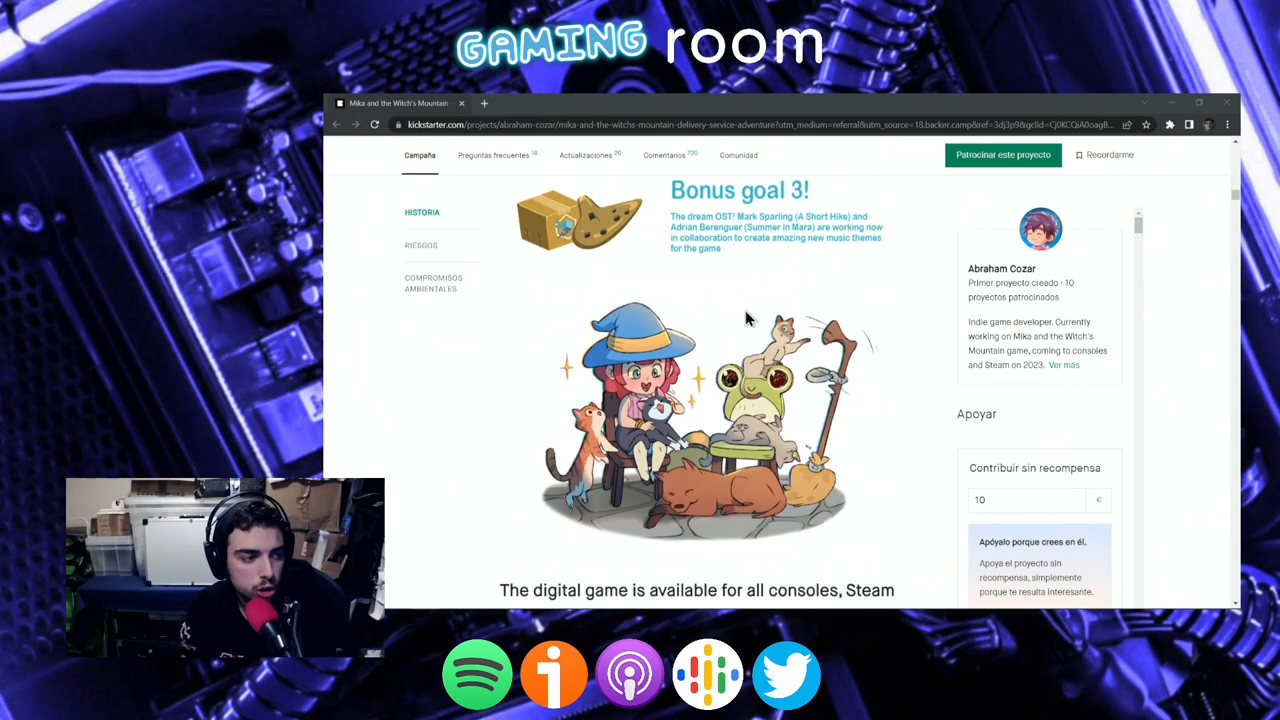 GAMING room
Mika and the Witch's Mountain
kickstarter.com/projects/abraham-cozar/mika-and-the-witchs-mountain-delivery-service-adventure?utm_medium=referral&utm_source=18.backer.camp&ref=3dj3p9&gclid=Cj0KCQiA0oagB...
Campaña
Preguntas frecuentes 18
Actualizaciones 20
Comentarios 730
Comunidad
Patrocinar este proyecto
Recordarme
HISTORIA
RIESGOS
COMPROMISOS
AMBIENTALES
Bonus goal 3!
The dream OST! Mark Sparling (A Short Hike) and
Adrian Berenguer (Summer in Mara) are working now
in collaboration to create amazing new music themes
for the game
The digital game is available for all consoles, Steam
Abraham Cozar
Primer proyecto creado · 10
proyectos patrocinados
Indie game developer. Currently
working on Mika and the Witch's
Mountain game, coming to consoles
and Steam on 2023. Ver más
Apoyar
Contribuir sin recompensa
10 €
Apóyalo porque crees en él.
Apoya el proyecto sin
recompensa, simplemente
porque te resulta interesante.